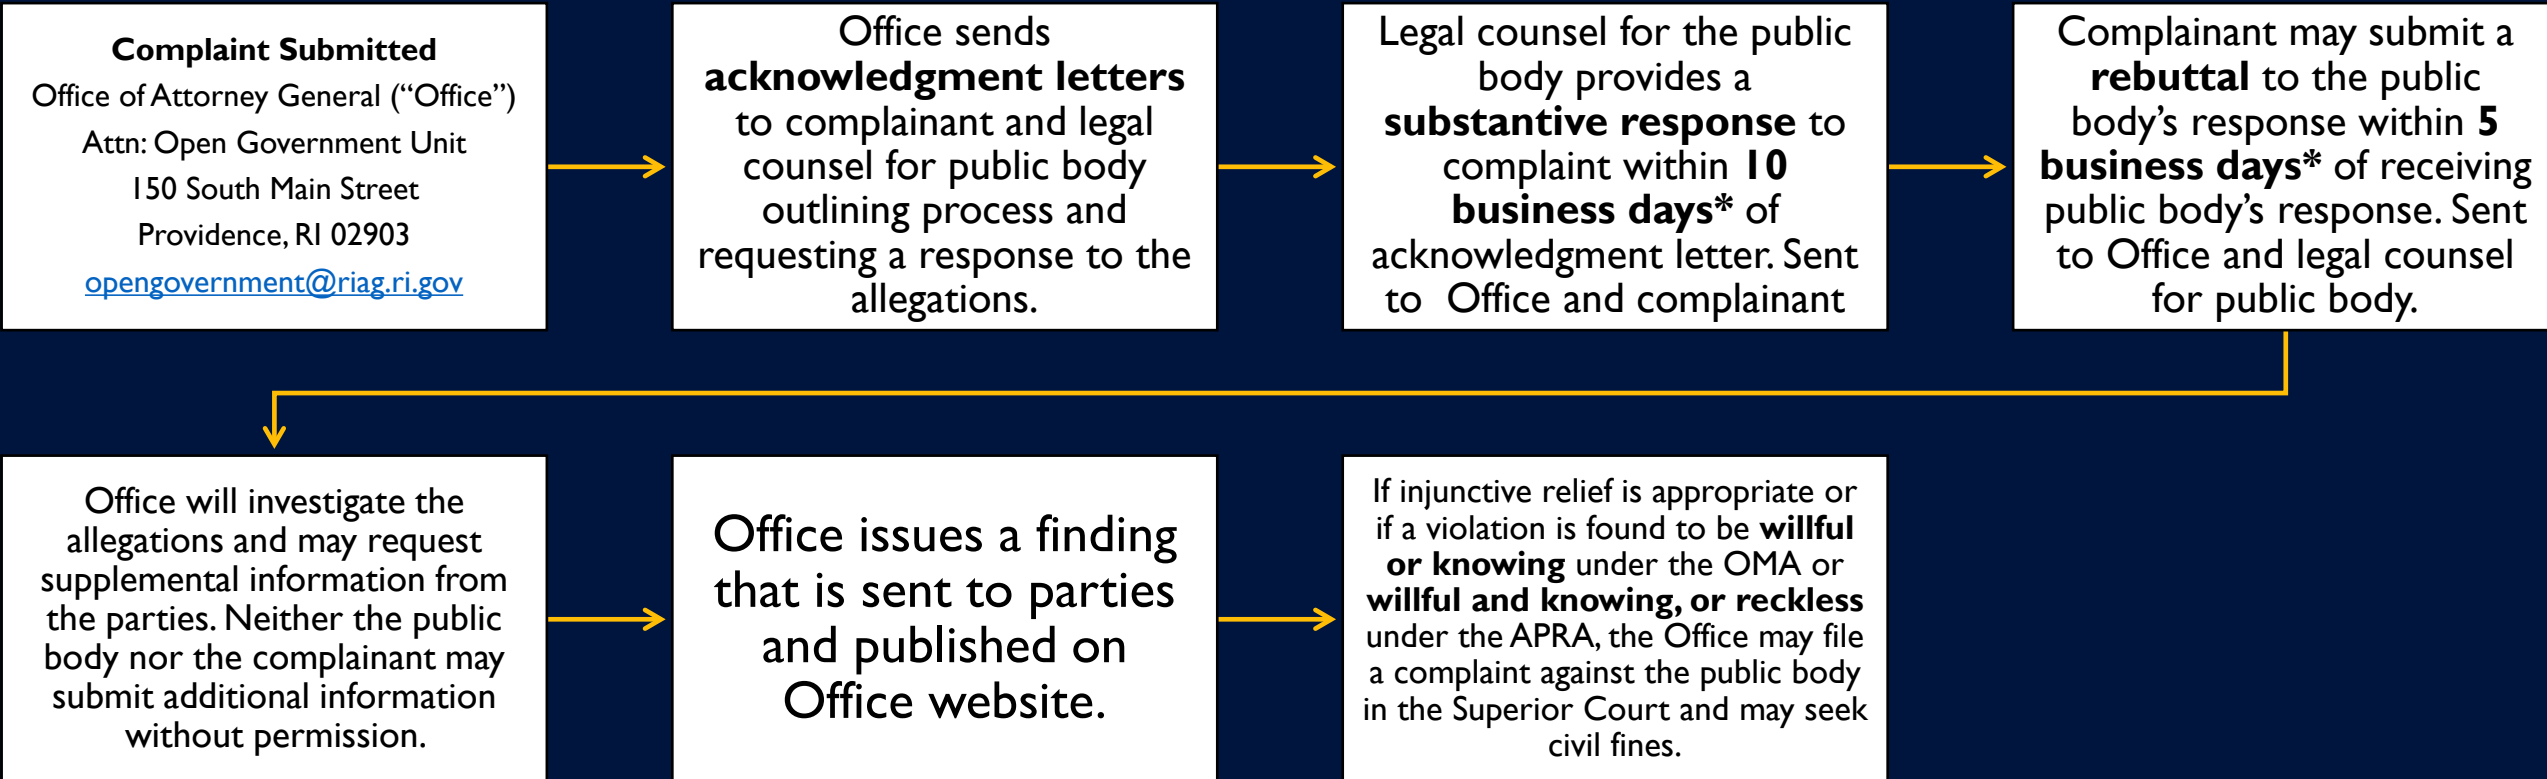 Complaint Submitted
Office of Attorney General (“Office”)
Attn: Open Government Unit
150 South Main Street
Providence, RI 02903
opengovernment@riag.ri.gov
Office sends
acknowledgment letters
to complainant and legal
counsel for public body
outlining process and
requesting a response to the
allegations.
Legal counsel for the public
body provides a
substantive response to
complaint within 10
business days* of
acknowledgment letter. Sent
to Office and complainant
Complainant may submit a
rebuttal to the public
body’s response within 5
business days* of receiving
public body’s response. Sent
to Office and legal counsel
for public body.
Office will investigate the
allegations and may request
supplemental information from
the parties. Neither the public
body nor the complainant may
submit additional information
without permission.
Office issues a finding
that is sent to parties
and published on
Office website.
If injunctive relief is appropriate or
if a violation is found to be willful
or knowing under the OMA or
willful and knowing, or reckless
under the APRA, the Office may file
a complaint against the public body
in the Superior Court and may seek
civil fines.